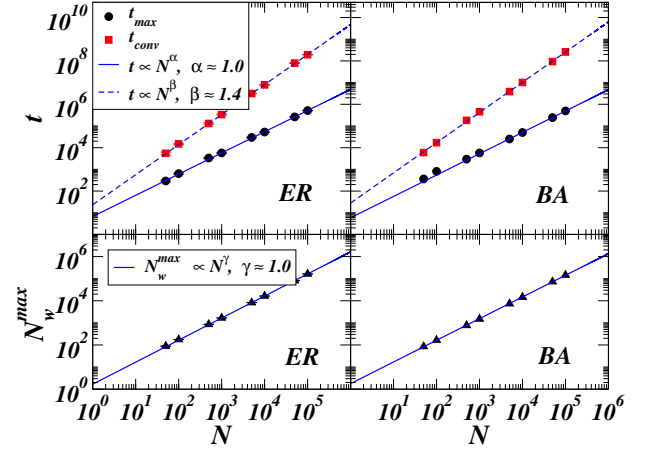 10^10
10^8
10^6
10^4
10^2
t
t_max
t_conv
t ∝ N^α, α ≈ 1.0
t ∝ N^β, β ≈ 1.4
ER
BA
10^6
10^4
10^2
10^0
N_w^max
N_w^max ∝ N^γ, γ ≈ 1.0
ER
BA
10^0 10^1 10^2 10^3 10^4 10^5 10^1 10^2 10^3 10^4 10^5 10^6
N N